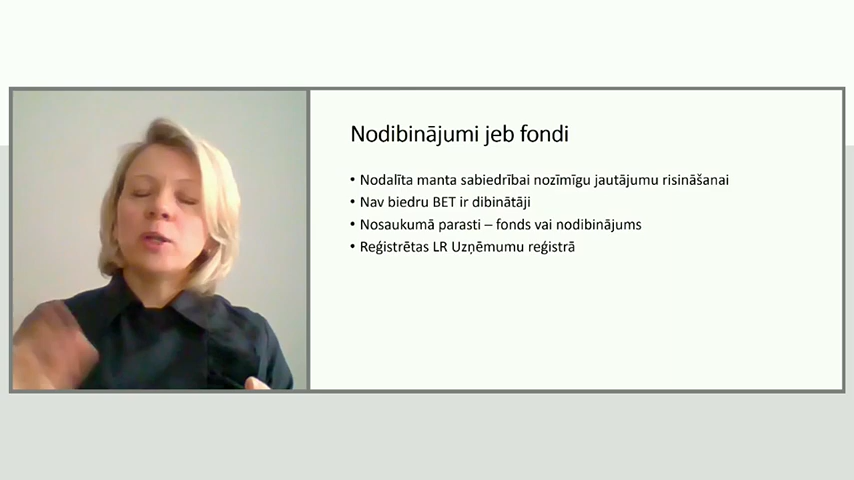 Nodibinājumi jeb fondi
• Nodalīta manta sabiedrībai nozīmīgu jautājumu risināšanai
• Nav biedru BET ir dibinātāji
• Nosaukumā parasti – fonds vai nodibinājums
• Reģistrētas LR Uzņēmumu reģistrā